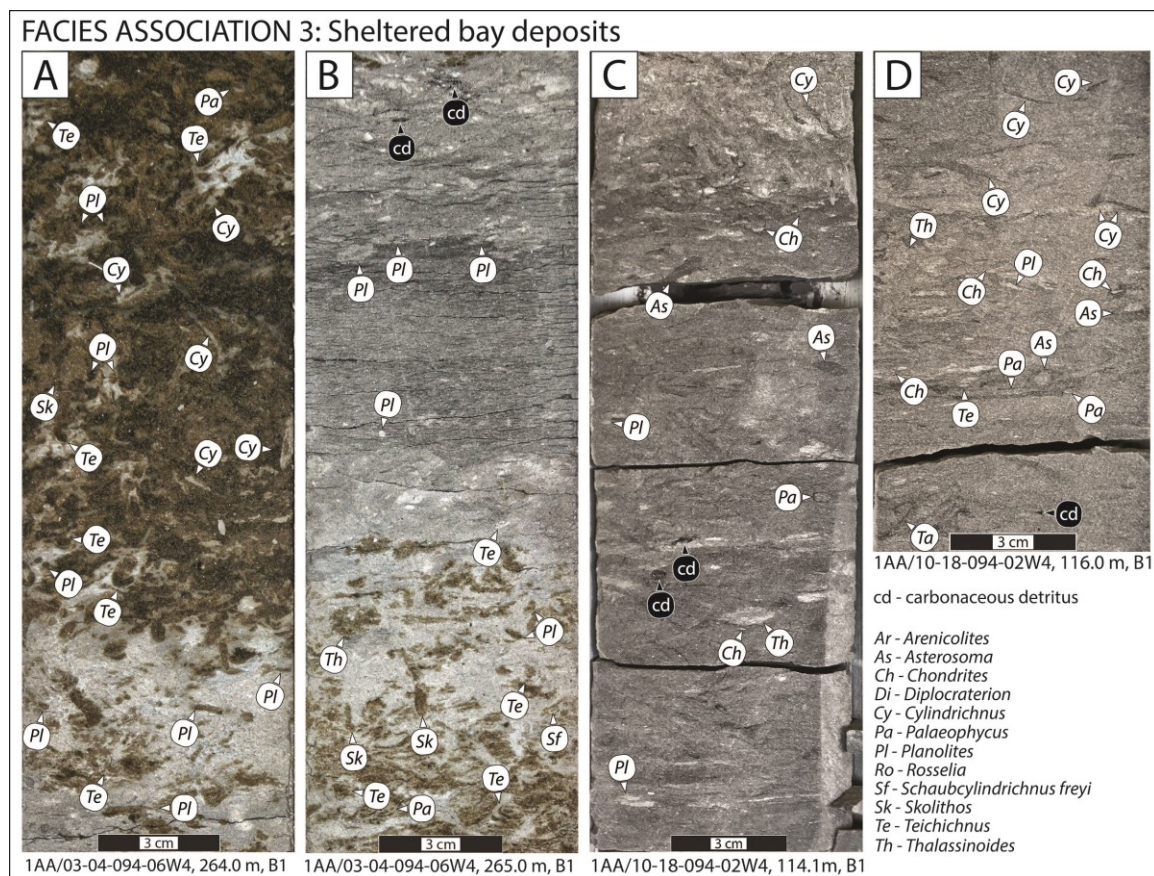 FACIES ASSOCIATION 3: Sheltered bay deposits
A
Pa
Te
Te
Pl
Cy
Cy
Pl
Cy
Sk
Te
Cy
Cy
Te
Pl
Te
Pl
Pl
Pl
Te
Pl
3 cm
1AA/03-04-094-06W4, 264.0 m, B1
B
cd
cd
Pl
Pl
Pl
Pl
Te
Pl
Th
Te
Sk
Sk
Sf
Te
Te
Pa
3 cm
1AA/03-04-094-06W4, 265.0 m, B1
C
Cy
Ch
As
As
Pl
Pa
cd
cd
Th
Ch
Pl
3 cm
1AA/10-18-094-02W4, 114.1m, B1
D
Cy
Cy
Cy
Th
Cy
Pl
Ch
Ch
As
As
Pa
Ch
Te
Pa
cd
Ta
3 cm
1AA/10-18-094-02W4, 116.0 m, B1
cd - carbonaceous detritus
Ar - Arenicolites
As - Asterosoma
Ch - Chondrites
Di - Diplocraterion
Cy - Cylindrichnus
Pa - Palaeophycus
Pl - Planolites
Ro - Rosselia
Sf - Schaubcylindrichnus freyi
Sk - Skolithos
Te - Teichichnus
Th - Thalassinoides